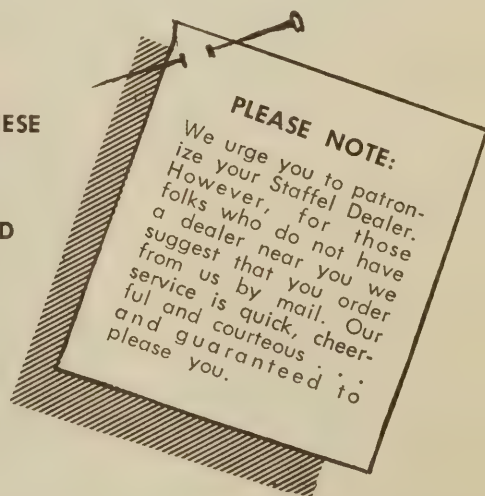 ESE
D
PLEASE NOTE:
We urge you to patron-
ize your Staffel Dealer.
However, for those
folks who do not have
a dealer near you we
suggest that you order
from us by mail. Our
service is quick, cheer-
ful and courteous . . .
and guaranteed to
please you.